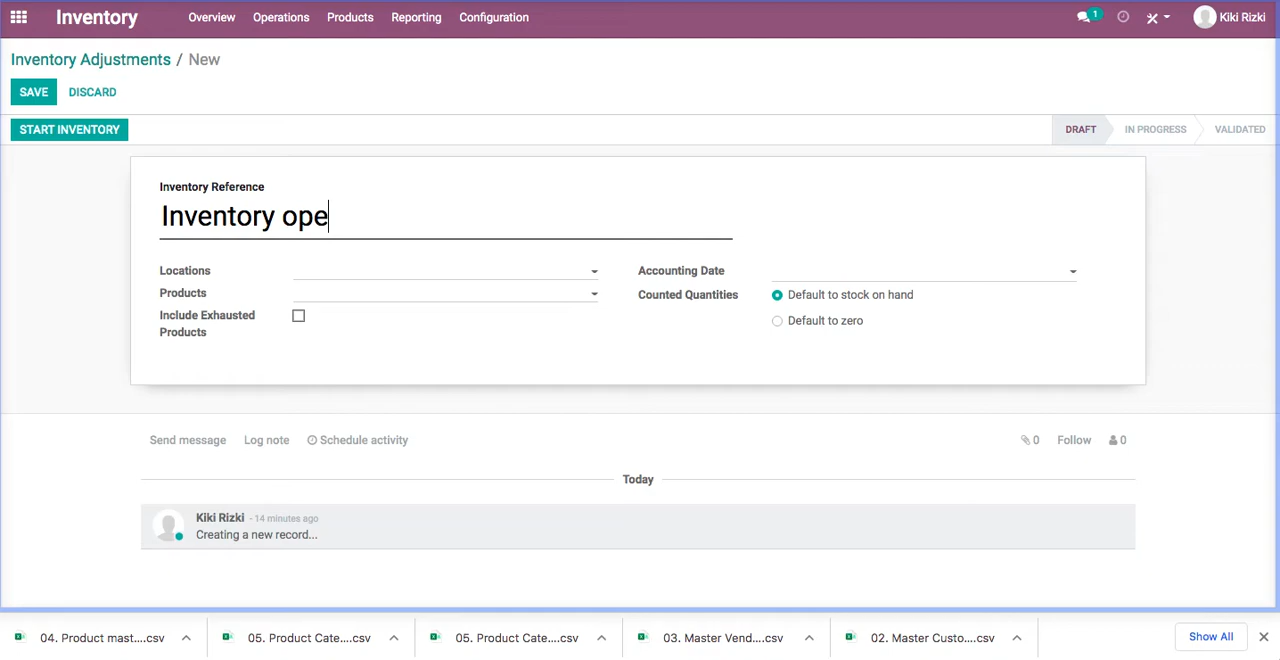 Inventory Overview Operations Products Reporting Configuration 1 Kiki Rizki
Inventory Adjustments / New
SAVE DISCARD
START INVENTORY DRAFT IN PROGRESS VALIDATED
Inventory Reference
Inventory ope
Locations Accounting Date
Products Counted Quantities Default to stock on hand
Include Exhausted Products Default to zero
Send message Log note Schedule activity 0 Follow 0
Today
Kiki Rizki - 14 minutes ago
Creating a new record...
04. Product mast....csv 05. Product Cate....csv 05. Product Cate....csv 03. Master Vend....csv 02. Master Custo....csv Show All